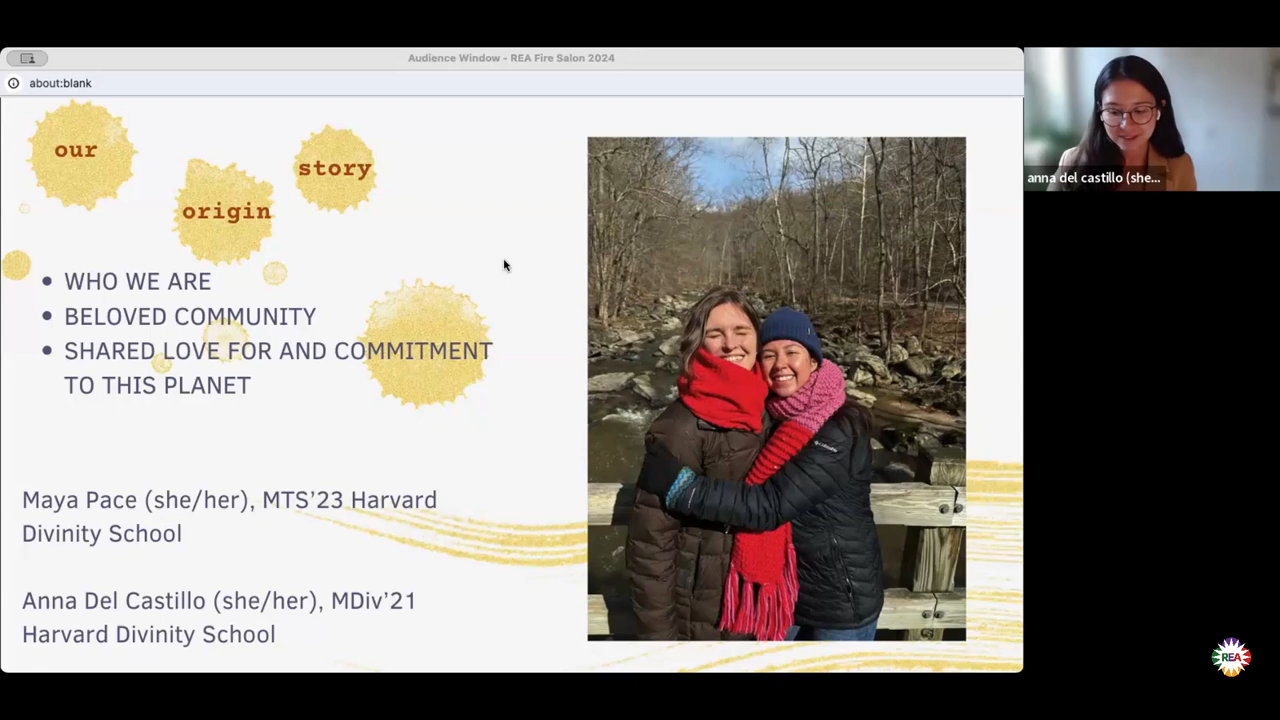 Audience Window - REA Fire Salon 2024
about:blank
our
origin
story
WHO WE ARE
BELOVED COMMUNITY
SHARED LOVE FOR AND COMMITMENT
TO THIS PLANET
Maya Pace (she/her), MTS’23 Harvard
Divinity School
Anna Del Castillo (she/her), MDiv’21
Harvard Divinity School
anna del castillo (she...
REA